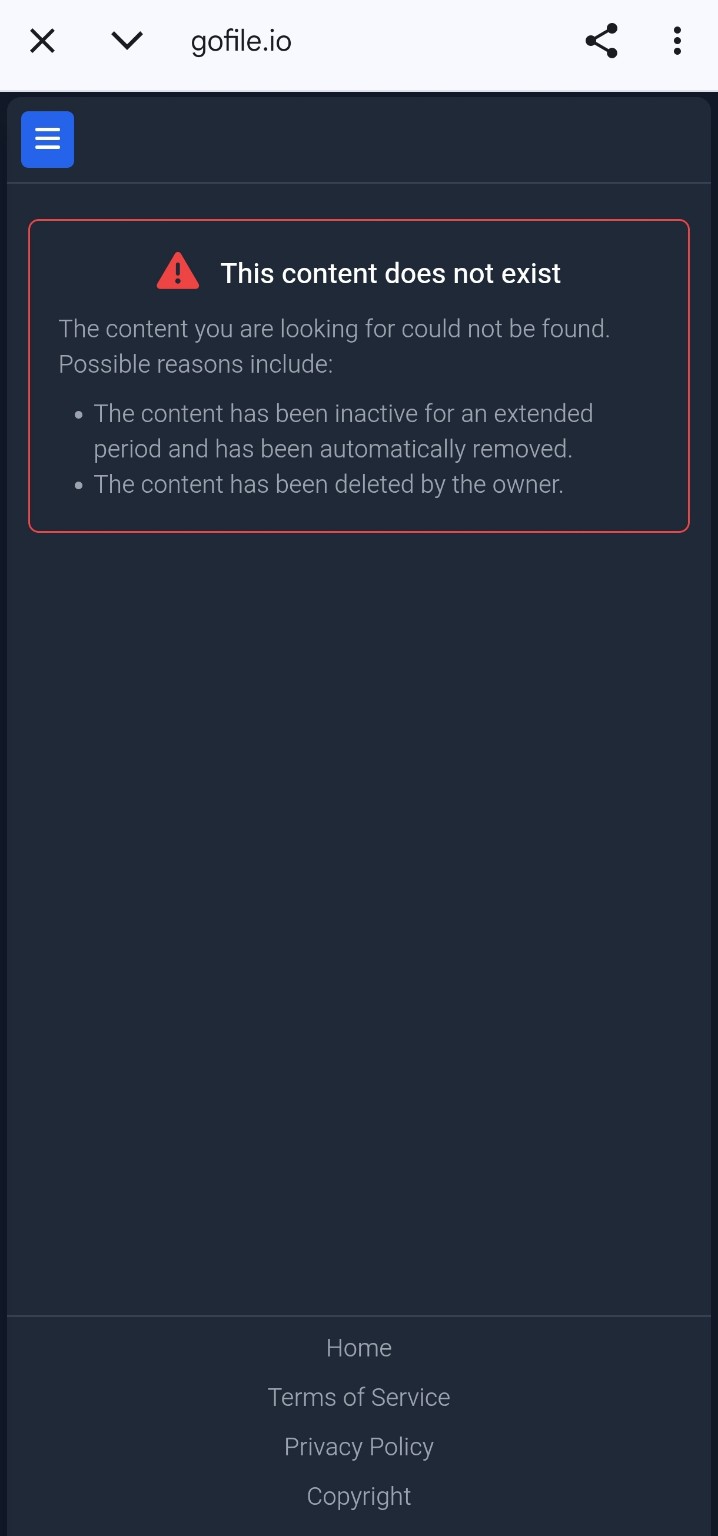 gofile.io
This content does not exist
The content you are looking for could not be found.
Possible reasons include:
The content has been inactive for an extended
period and has been automatically removed.
The content has been deleted by the owner.
Home
Terms of Service
Privacy Policy
Copyright